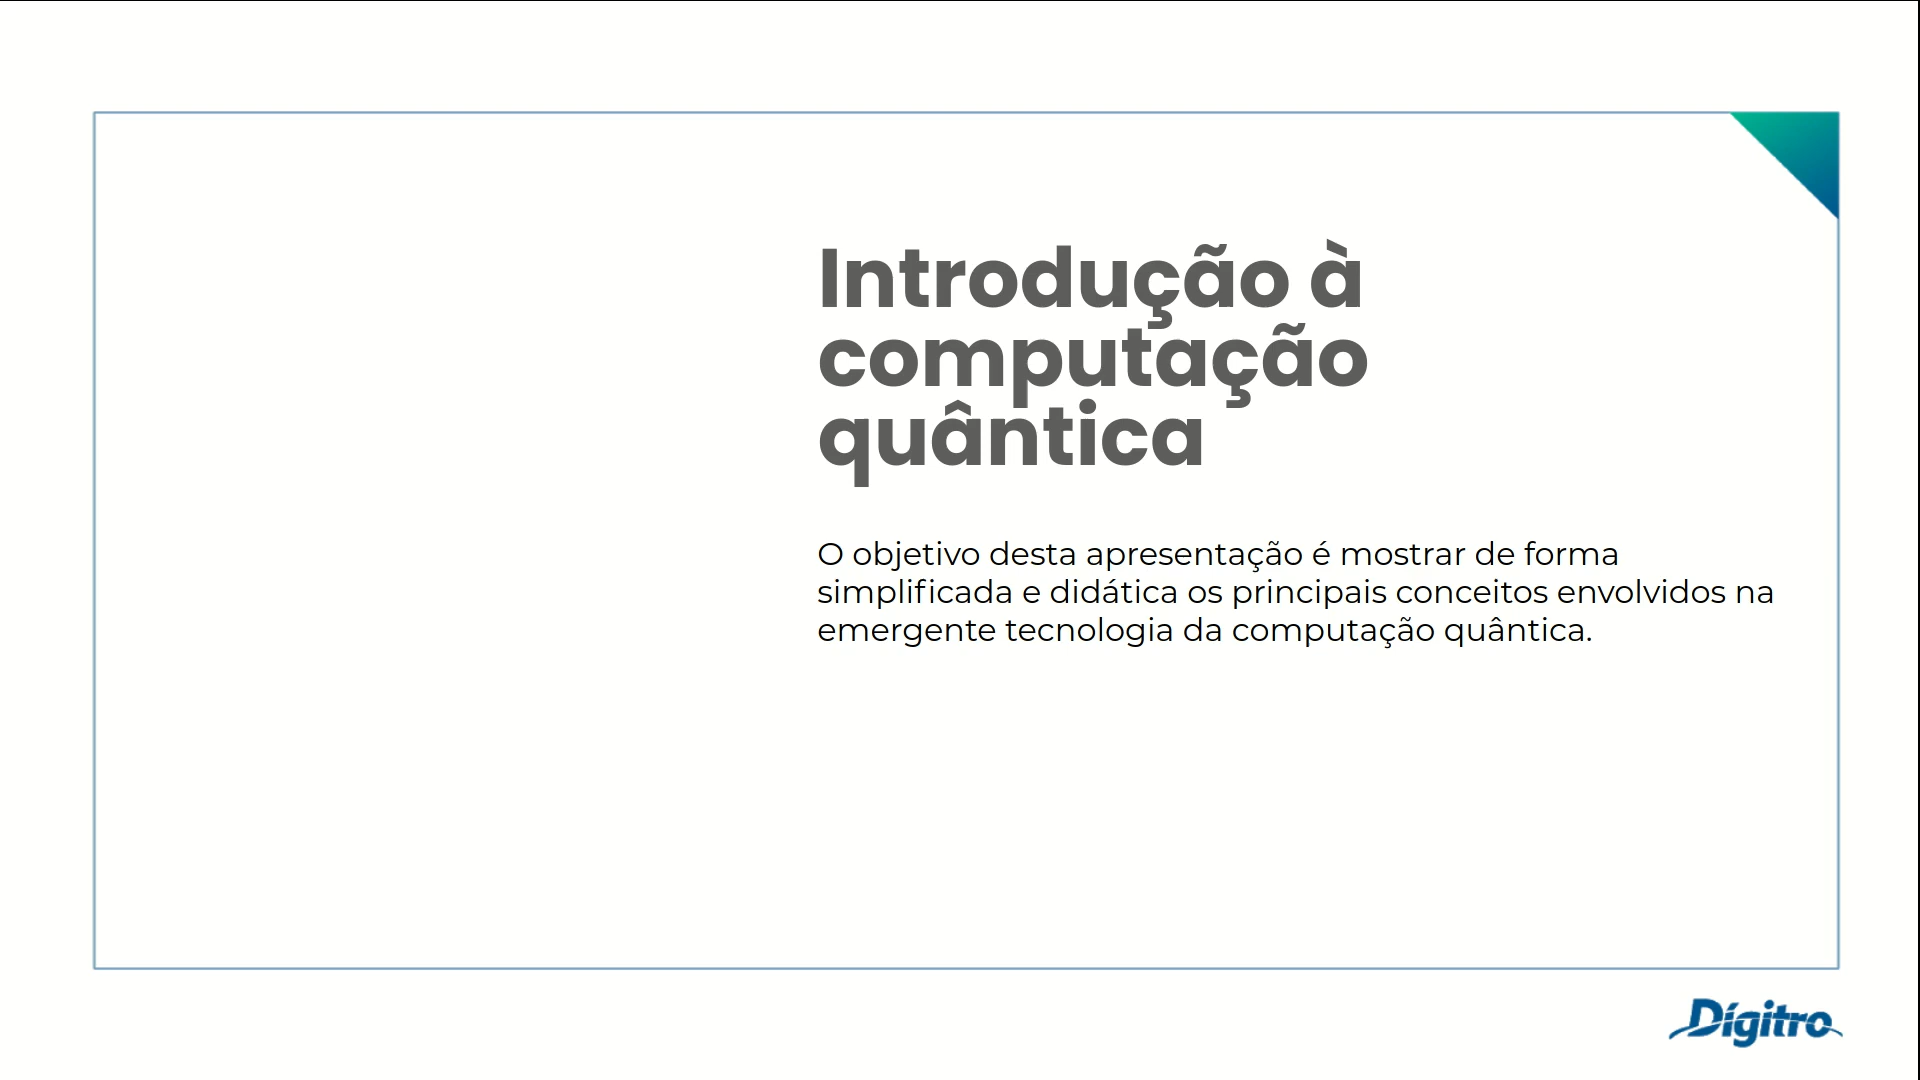 Introdução à
computação
quântica
O objetivo desta apresentação é mostrar de forma
simplificada e didática os principais conceitos envolvidos na
emergente tecnologia da computação quântica.
Dígitro